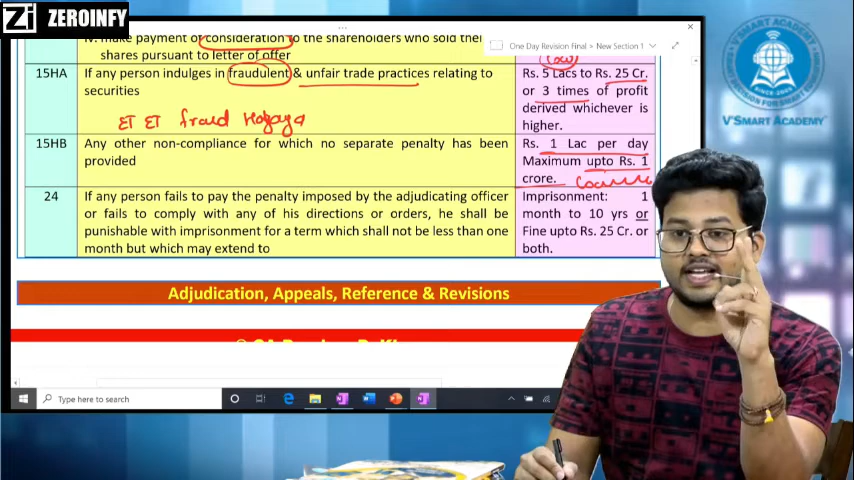 Zi ZEROINFY
iv. make payment of consideration to the shareholders who sold their
shares pursuant to letter of offer
One Day Revision Final > New Section 1
15HA
If any person indulges in fraudulent & unfair trade practices relating to
securities
Rs. 5 Lacs to Rs. 25 Cr.
or 3 times of profit
derived whichever is
higher.
ET ET fraud Hogaya
15HB
Any other non-compliance for which no separate penalty has been
provided
Rs. 1 Lac per day
Maximum upto Rs. 1
crore.
24
If any person fails to pay the penalty imposed by the adjudicating officer
or fails to comply with any of his directions or orders, he shall be
punishable with imprisonment for a term which shall not be less than one
month but which may extend to
Imprisonment: 1
month to 10 yrs or
Fine upto Rs. 25 Cr. or
both.
Adjudication, Appeals, Reference & Revisions
Type here to search
SINCE-2006
V'SMART ACADEMY